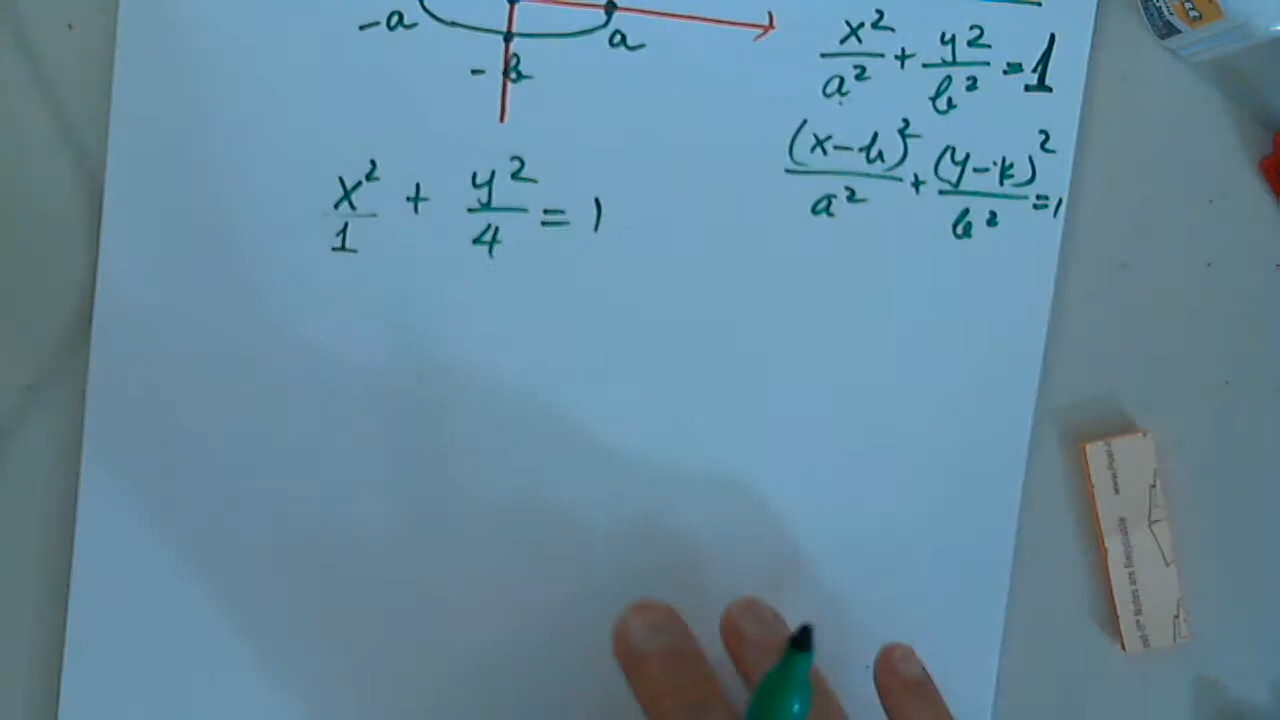 -a
a
-b
x²/a² + y²/b² = 1
(x-h)²/a² + (y-k)²/b² = 1
x²/1 + y²/4 = 1